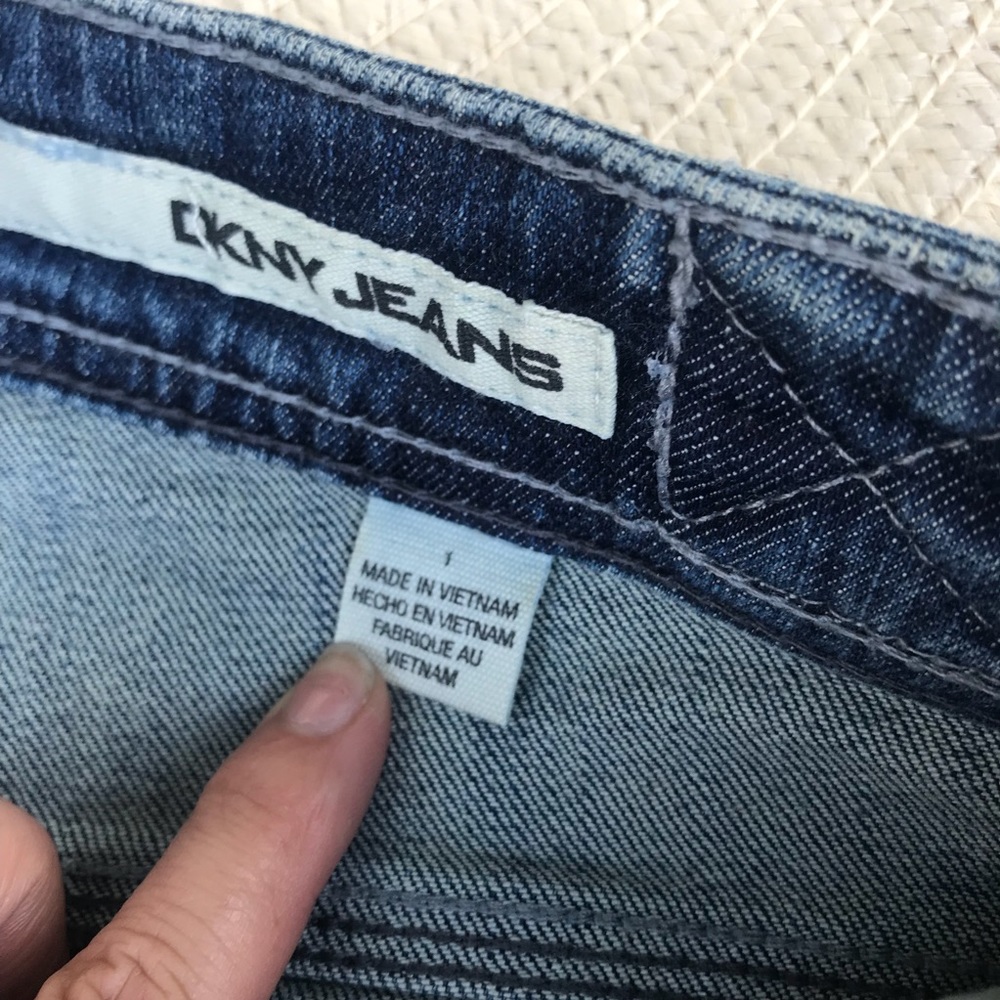 DKNY JEANS
1
MADE IN VIETNAM
HECHO EN VIETNAM
FABRIQUE AU
VIETNAM